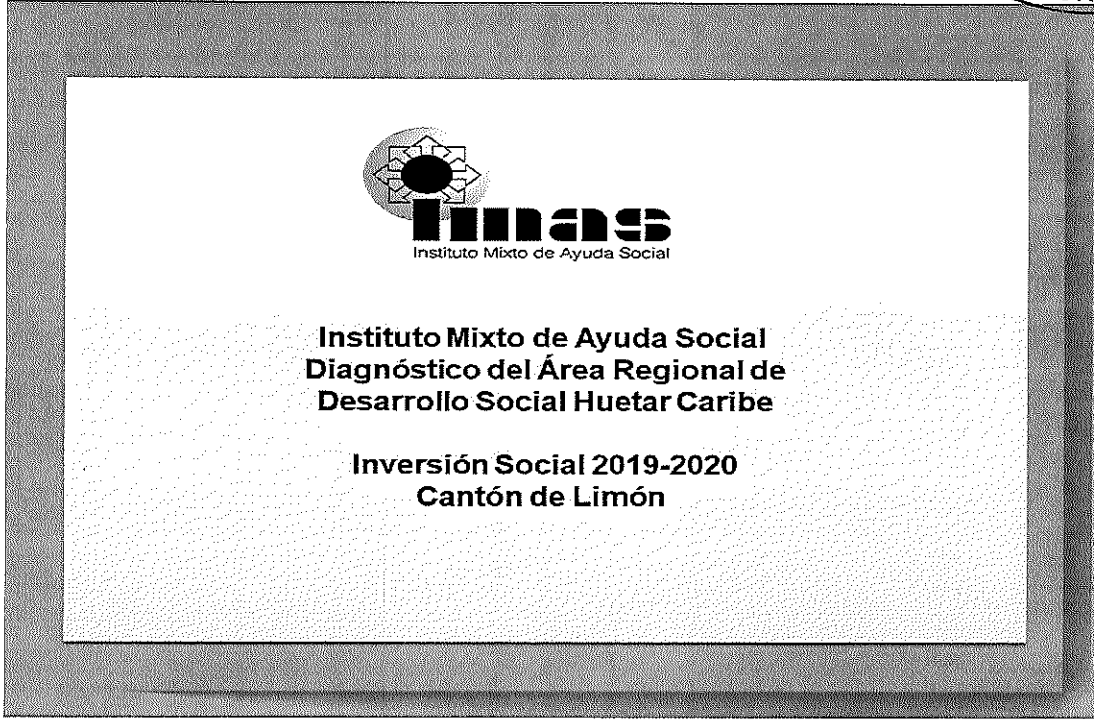 imas
Instituto Mixto de Ayuda Social
Instituto Mixto de Ayuda Social
Diagnóstico del Área Regional de
Desarrollo Social Huetar Caribe
Inversión Social 2019-2020
Cantón de Limón